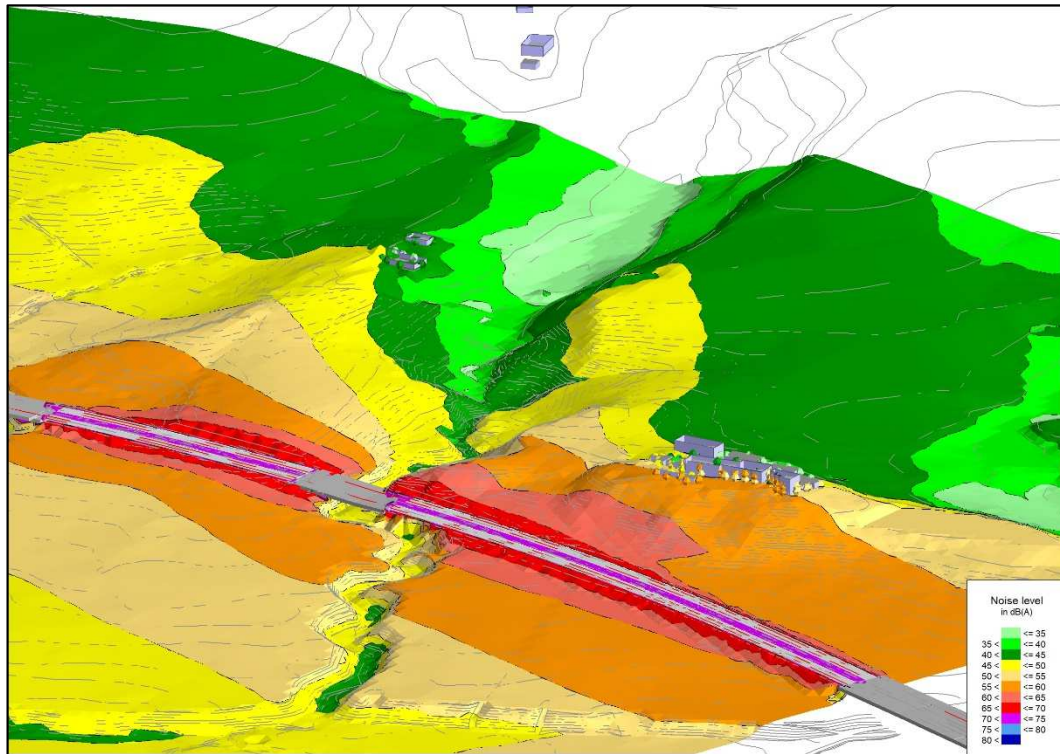 Noise level
in dB(A)
<= 35
35 < <= 40
40 < <= 45
45 < <= 50
50 < <= 55
55 < <= 60
60 < <= 65
65 < <= 70
70 < <= 75
75 < <= 80
80 <